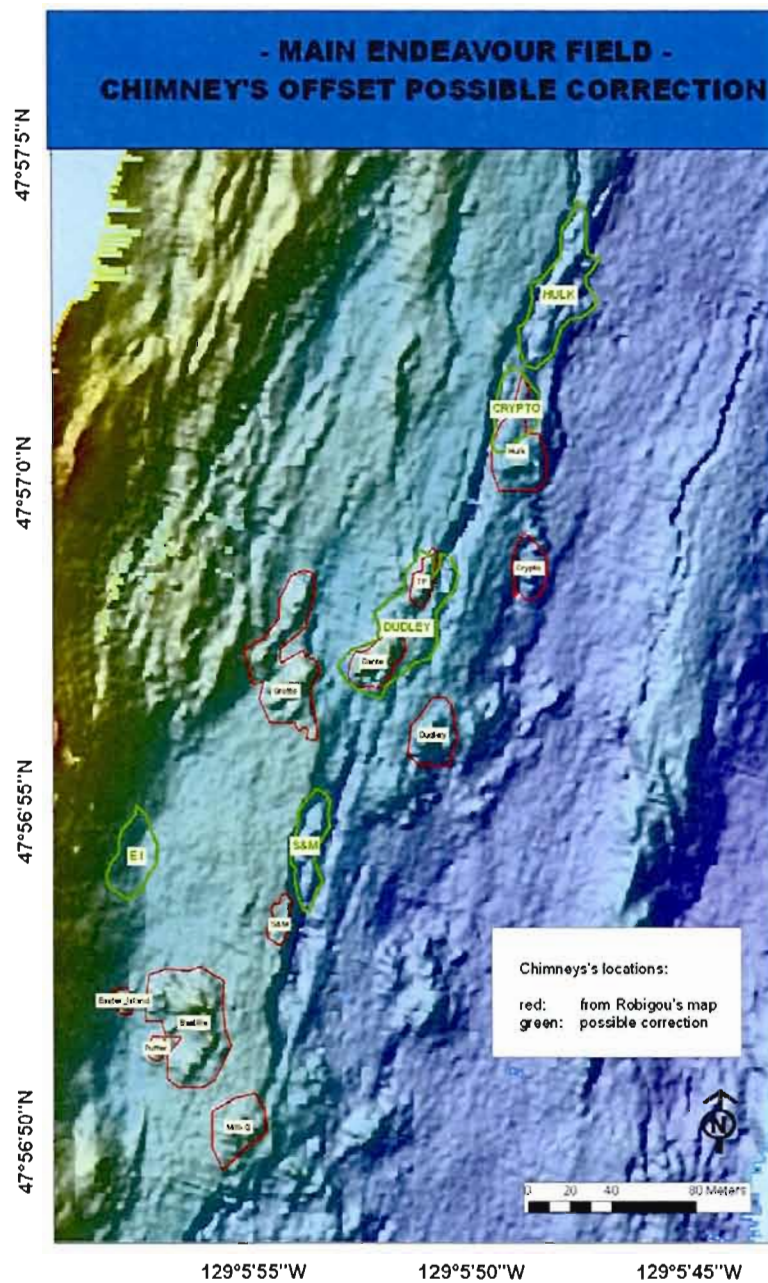 - MAIN ENDEAVOUR FIELD -
CHIMNEY'S OFFSET POSSIBLE CORRECTION
47°57'5"N
HULK
CRYPTO
Hulk
47°57'0"N
Crypto
TP
DUDLEY
Dante
Grotto
Dudley
47°56'55"N
S&M
E.I
S&M
Chimneys's locations:
red: from Robigou's map
green: possible correction
Easter_Island
Bastille
Puffer
47°56'50"N
Milli-Q
N
0 20 40 80 Meters
129°5'55"W 129°5'50"W 129°5'45"W